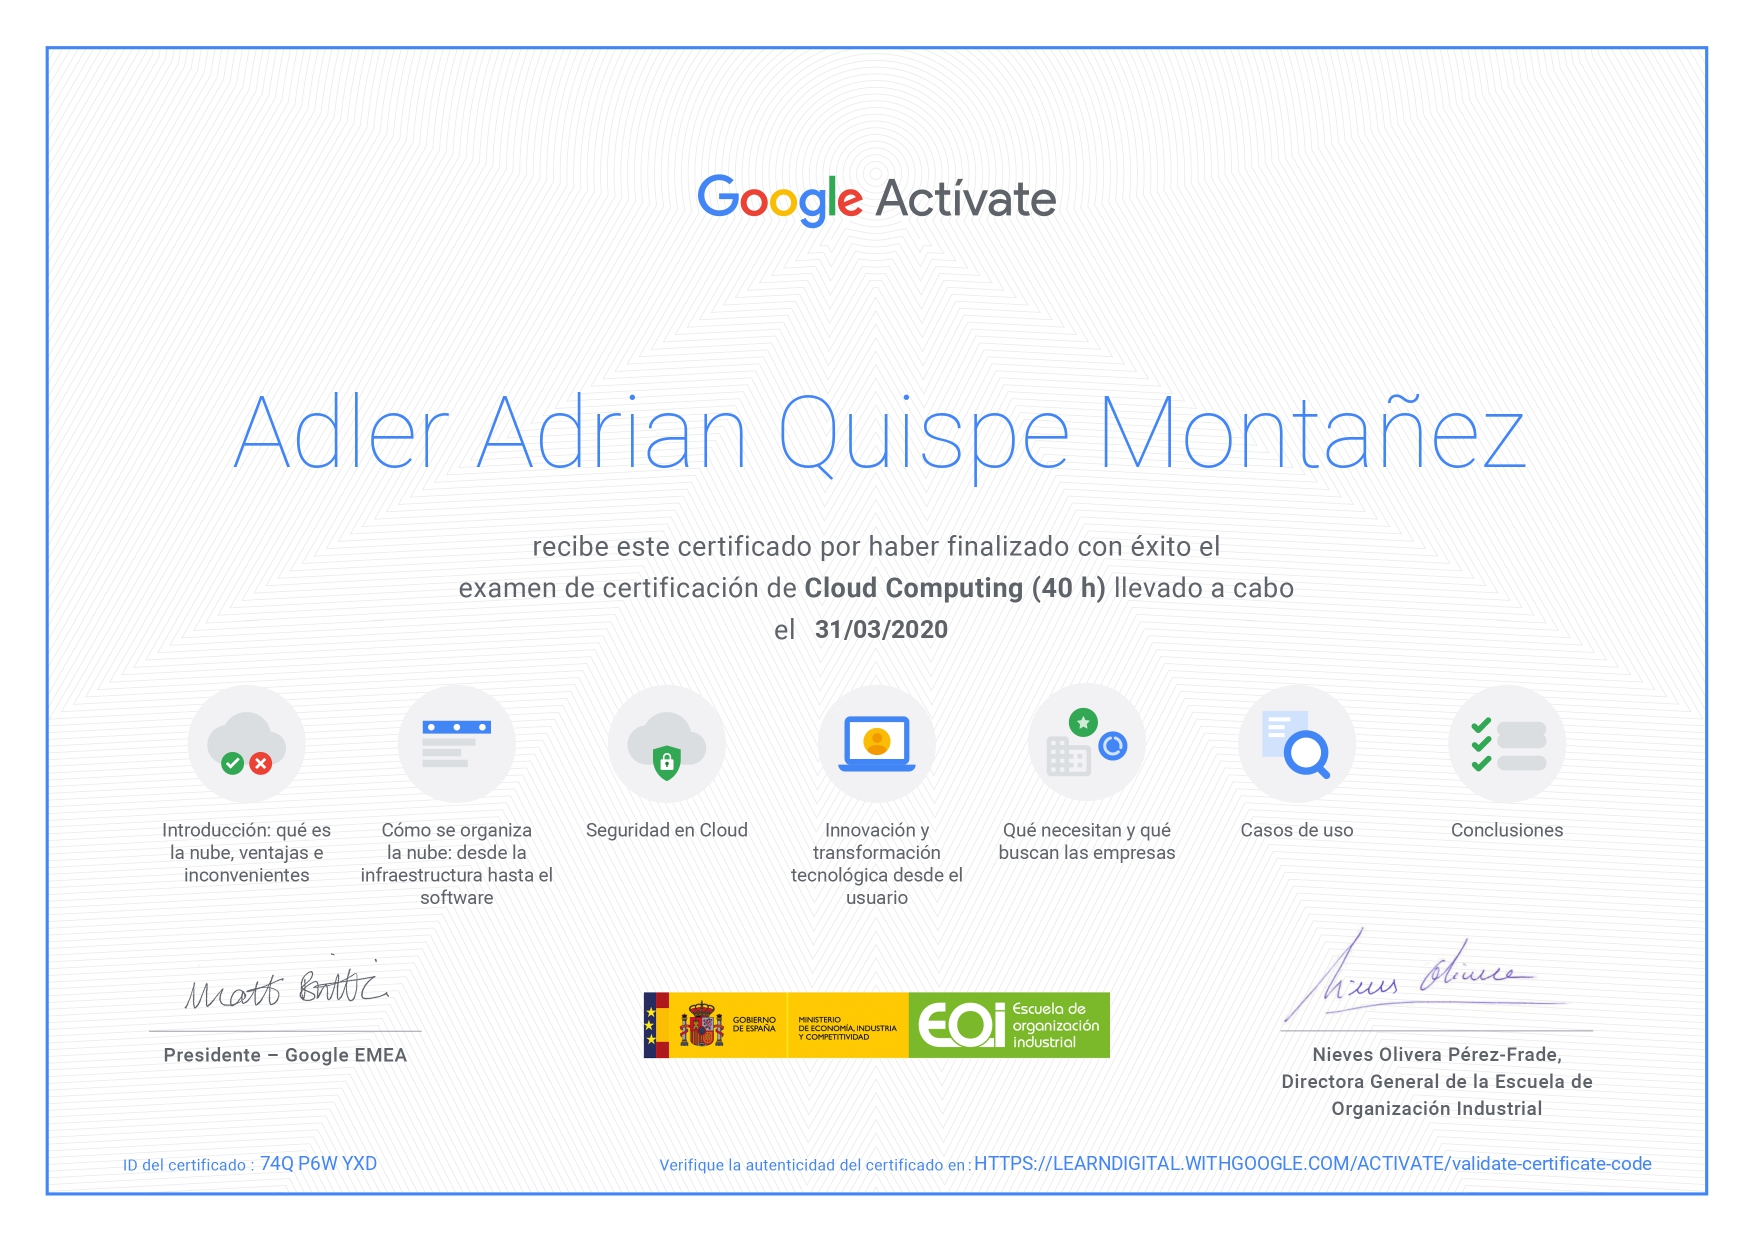 Google Actívate
Adler Adrian Quispe Montañez
recibe este certificado por haber finalizado con éxito el
examen de certificación de Cloud Computing (40 h) llevado a cabo
el 31/03/2020
Introducción: qué es
la nube, ventajas e
inconvenientes
Cómo se organiza
la nube: desde la
infraestructura hasta el
software
Seguridad en Cloud
Innovación y
transformación
tecnológica desde el
usuario
Qué necesitan y qué
buscan las empresas
Casos de uso
Conclusiones
Matt Brittin
Presidente – Google EMEA
GOBIERNO
DE ESPAÑA
MINISTERIO
DE ECONOMÍA, INDUSTRIA
Y COMPETITIVIDAD
EOi
Escuela de
organización
industrial
Nieves Olivera
Nieves Olivera Pérez-Frade,
Directora General de la Escuela de
Organización Industrial
ID del certificado : 74Q P6W YXD
Verifique la autenticidad del certificado en : HTTPS://LEARNDIGITAL.WITHGOOGLE.COM/ACTIVATE/validate-certificate-code